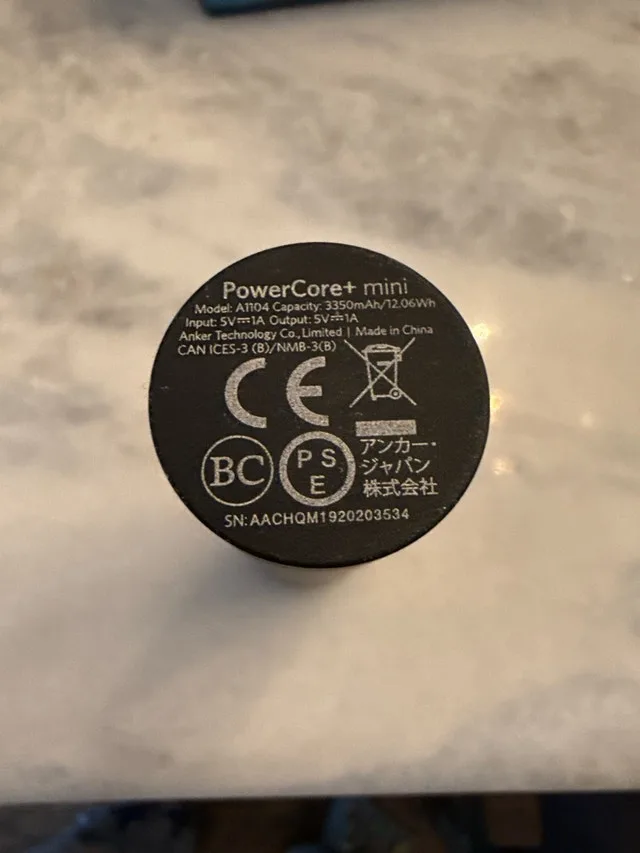 PowerCore+ mini
Model: A1104 Capacity: 3350mAh/12.06Wh
Input: 5V⎓1A Output: 5V⎓1A
Anker Technology Co., Limited | Made in China
CAN ICES-3 (B)/NMB-3(B)
CE
BC
PS
E
アンカー・
ジャパン
株式会社
SN: AACHQM1920203534